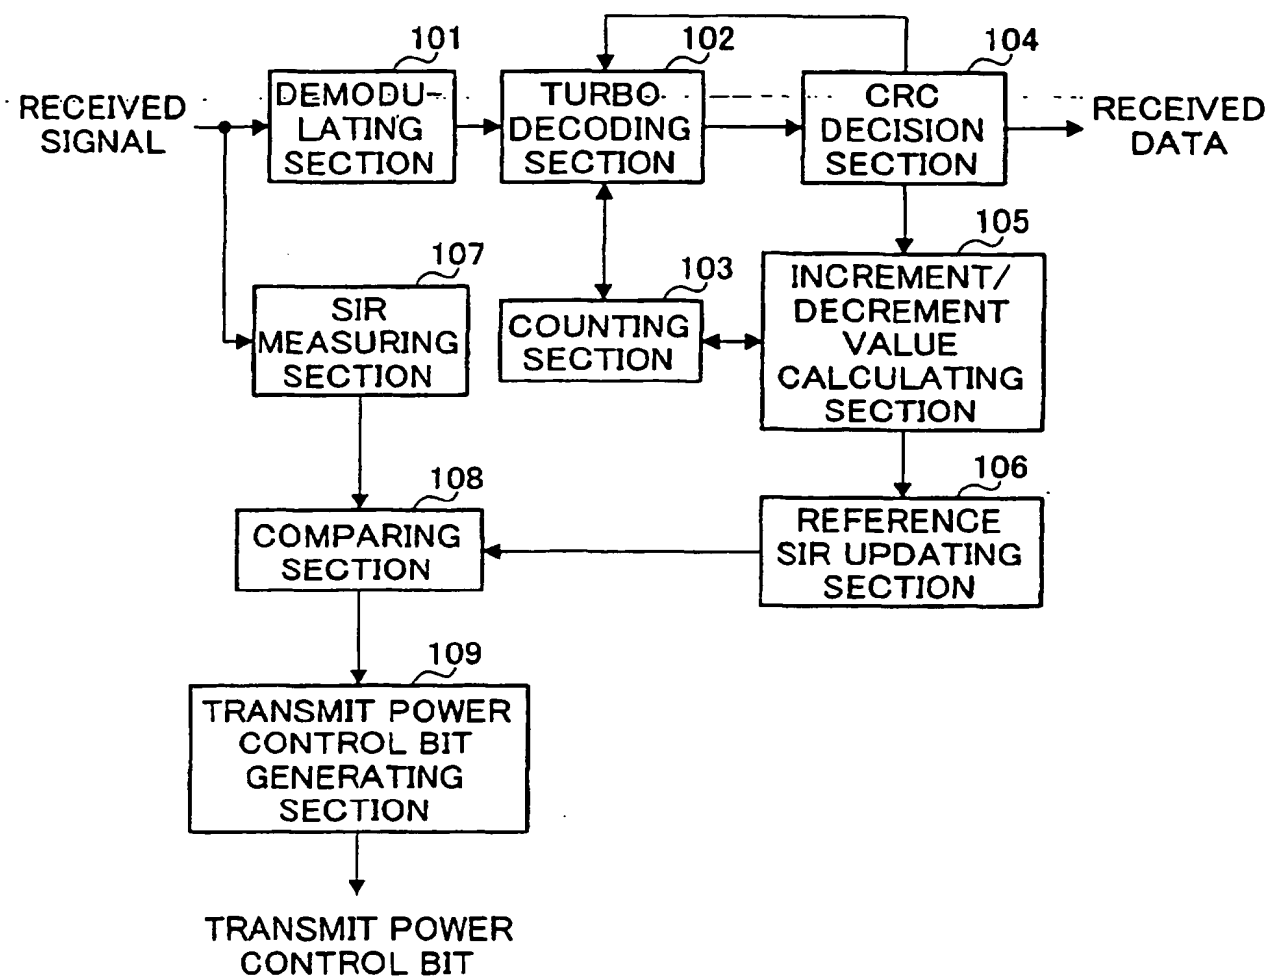 101
102
104
RECEIVED
SIGNAL
DEMODU-
LATING
SECTION
TURBO
DECODING
SECTION
CRC
DECISION
SECTION
RECEIVED
DATA
107
SIR
MEASURING
SECTION
103
COUNTING
SECTION
105
INCREMENT/
DECREMENT
VALUE
CALCULATING
SECTION
108
COMPARING
SECTION
106
REFERENCE
SIR UPDATING
SECTION
109
TRANSMIT POWER
CONTROL BIT
GENERATING
SECTION
TRANSMIT POWER
CONTROL BIT